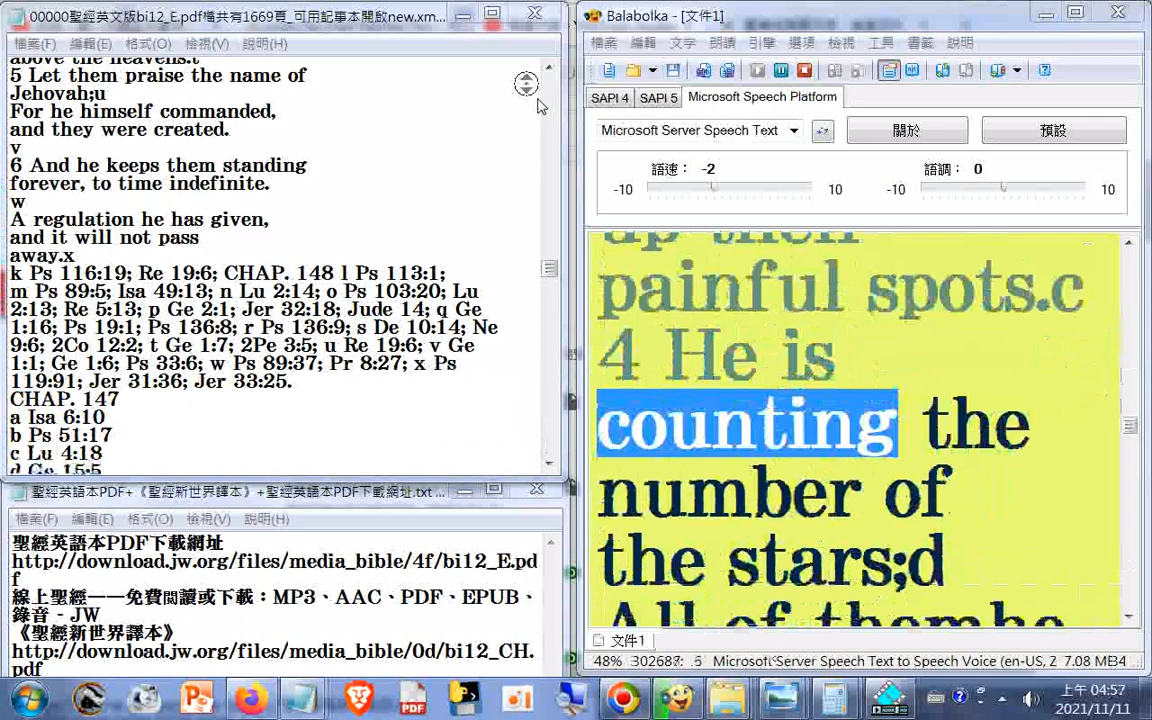 00000聖經英文版bi12_E.pdf檔共有1669頁_可用記事本開啟new.xm...
檔案(F) 編輯(E) 格式(O) 檢視(V) 說明(H)
above the heavens.t
5 Let them praise the name of
Jehovah;u
For he himself commanded,
and they were created.
v
6 And he keeps them standing
forever, to time indefinite.
w
A regulation he has given,
and it will not pass
away.x
k Ps 116:19; Re 19:6; CHAP. 148 l Ps 113:1;
m Ps 89:5; Isa 49:13; n Lu 2:14; o Ps 103:20; Lu
2:13; Re 5:13; p Ge 2:1; Jer 32:18; Jude 14; q Ge
1:16; Ps 19:1; Ps 136:8; r Ps 136:9; s De 10:14; Ne
9:6; 2Co 12:2; t Ge 1:7; 2Pe 3:5; u Re 19:6; v Ge
1:1; Ge 1:6; Ps 33:6; w Ps 89:37; Pr 8:27; x Ps
119:91; Jer 31:36; Jer 33:25.
CHAP. 147
a Isa 6:10
b Ps 51:17
c Lu 4:18
d Ge 15:5
聖經英語本PDF+《聖經新世界譯本》+聖經英語本PDF下載網址.txt ...
檔案(F) 編輯(E) 格式(O) 檢視(V) 說明(H)
聖經英語本PDF下載網址
http://download.jw.org/files/media_bible/4f/bi12_E.pd
f
線上聖經——免費閱讀或下載：MP3、AAC、PDF、EPUB、
錄音 - JW
《聖經新世界譯本》
http://download.jw.org/files/media_bible/0d/bi12_CH.
pdf
Balabolka - [文件1]
檔案 編輯 文字 朗讀 引擎 選項 檢視 工具 書籤 說明
SAPI 4 SAPI 5 Microsoft Speech Platform
Microsoft Server Speech Text 關於 預設
語速： -2 語調： 0
-10 10 -10 10
up their
painful spots.c
4 He is
counting the
number of
the stars;d
All of themhe
文件1
48% Microsoft Server Speech Text to Speech Voice (en-US, Z 7.08 MB
上午 04:57
2021/11/11